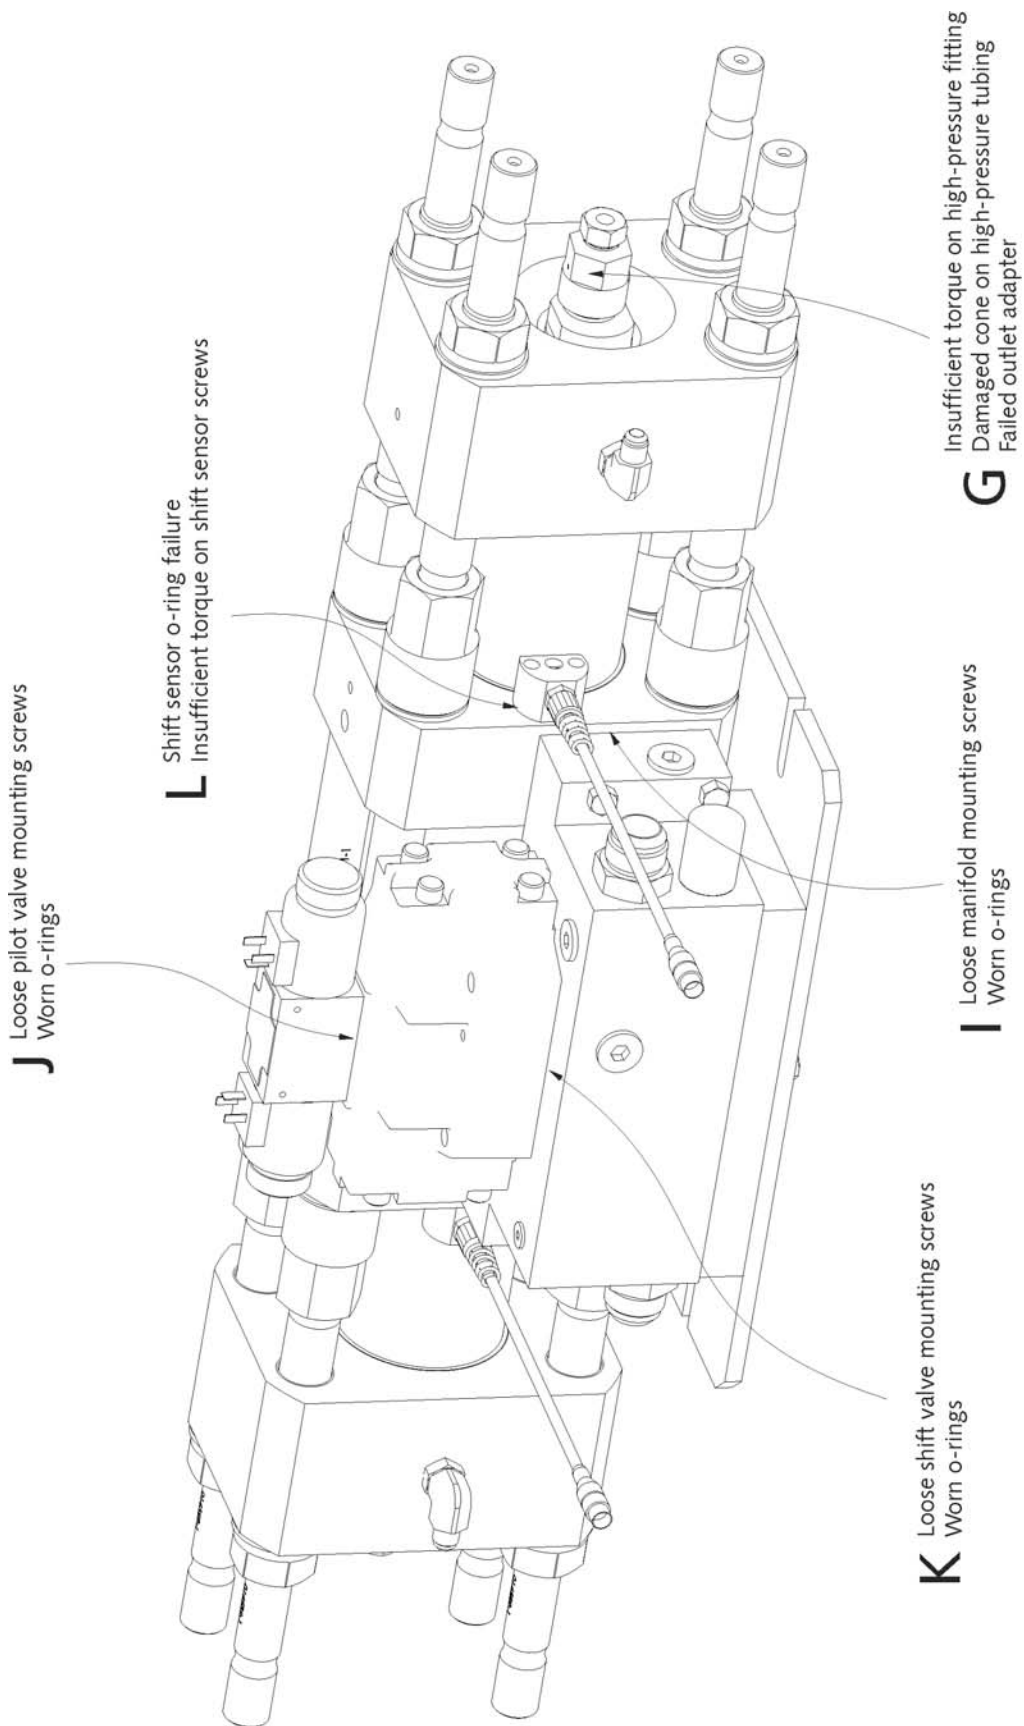 J Loose pilot valve mounting screws
Worn o-rings
L Shift sensor o-ring failure
Insufficient torque on shift sensor screws
K Loose shift valve mounting screws
Worn o-rings
I Loose manifold mounting screws
Worn o-rings
G Insufficient torque on high-pressure fitting
Damaged cone on high-pressure tubing
Failed outlet adapter